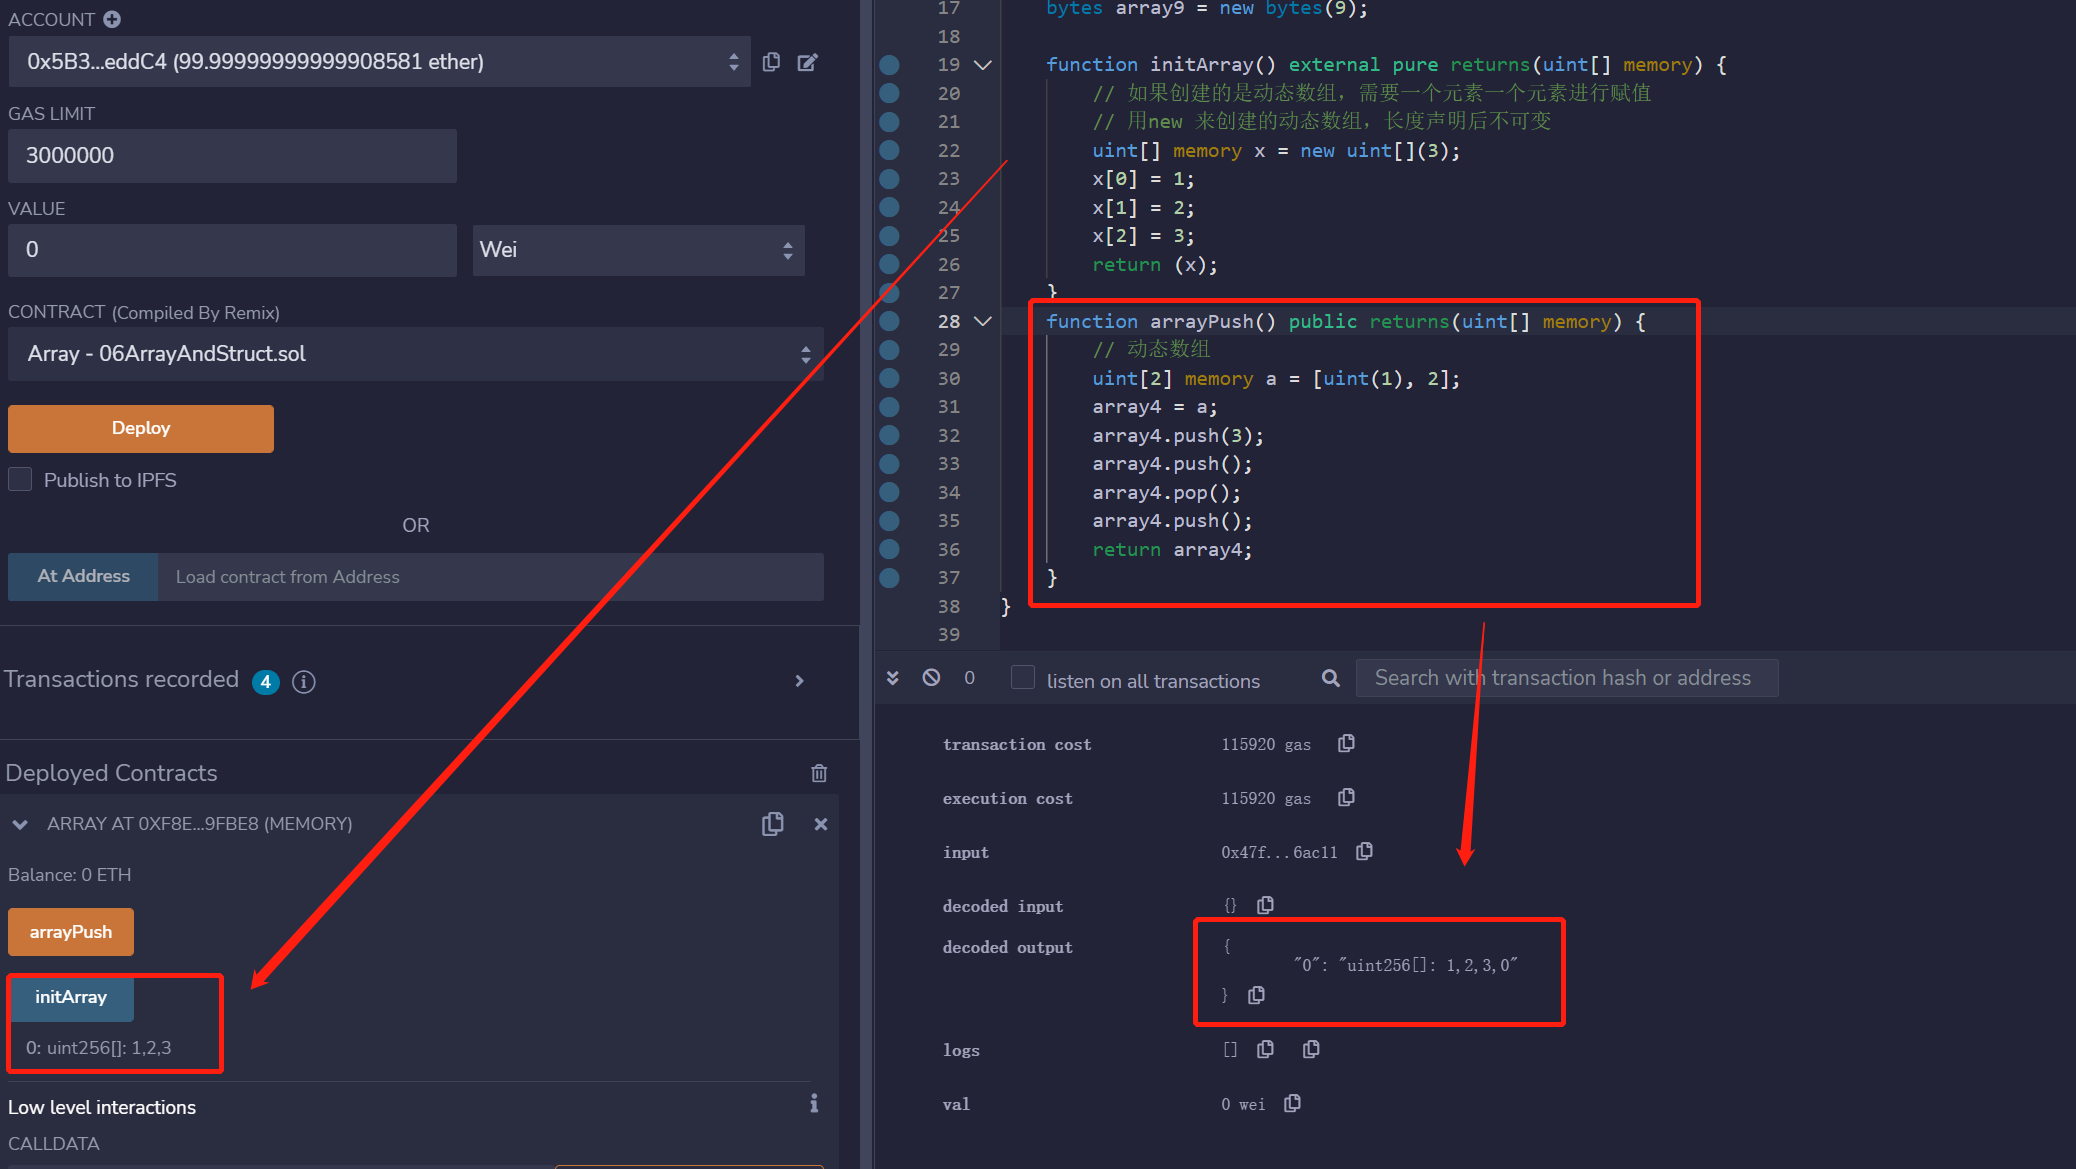 ACCOUNT
0x5B3...eddC4 (99.99999999999908581 ether)
GAS LIMIT
3000000
VALUE
0
Wei
CONTRACT (Compiled By Remix)
Array - 06ArrayAndStruct.sol
Deploy
Publish to IPFS
OR
At Address
Load contract from Address
Transactions recorded 4 i
Deployed Contracts
ARRAY AT 0XF8E...9FBE8 (MEMORY)
Balance: 0 ETH
arrayPush
initArray
0: uint256[]: 1,2,3
Low level interactions
CALLDATA
17 bytes array9 = new bytes(9);
18
19 function initArray() external pure returns(uint[] memory) {
20 // 如果创建的是动态数组，需要一个元素一个元素进行赋值
21 // 用new 来创建的动态数组，长度声明后不可变
22 uint[] memory x = new uint[](3);
23 x[0] = 1;
24 x[1] = 2;
25 x[2] = 3;
26 return (x);
27 }
28 function arrayPush() public returns(uint[] memory) {
29 // 动态数组
30 uint[2] memory a = [uint(1), 2];
31 array4 = a;
32 array4.push(3);
33 array4.push();
34 array4.pop();
35 array4.push();
36 return array4;
37 }
38 }
39
0 listen on all transactions Search with transaction hash or address
transaction cost 115920 gas
execution cost 115920 gas
input 0x47f...6ac11
decoded input {}
decoded output {
"0": "uint256[]: 1,2,3,0"
}
logs []
val 0 wei